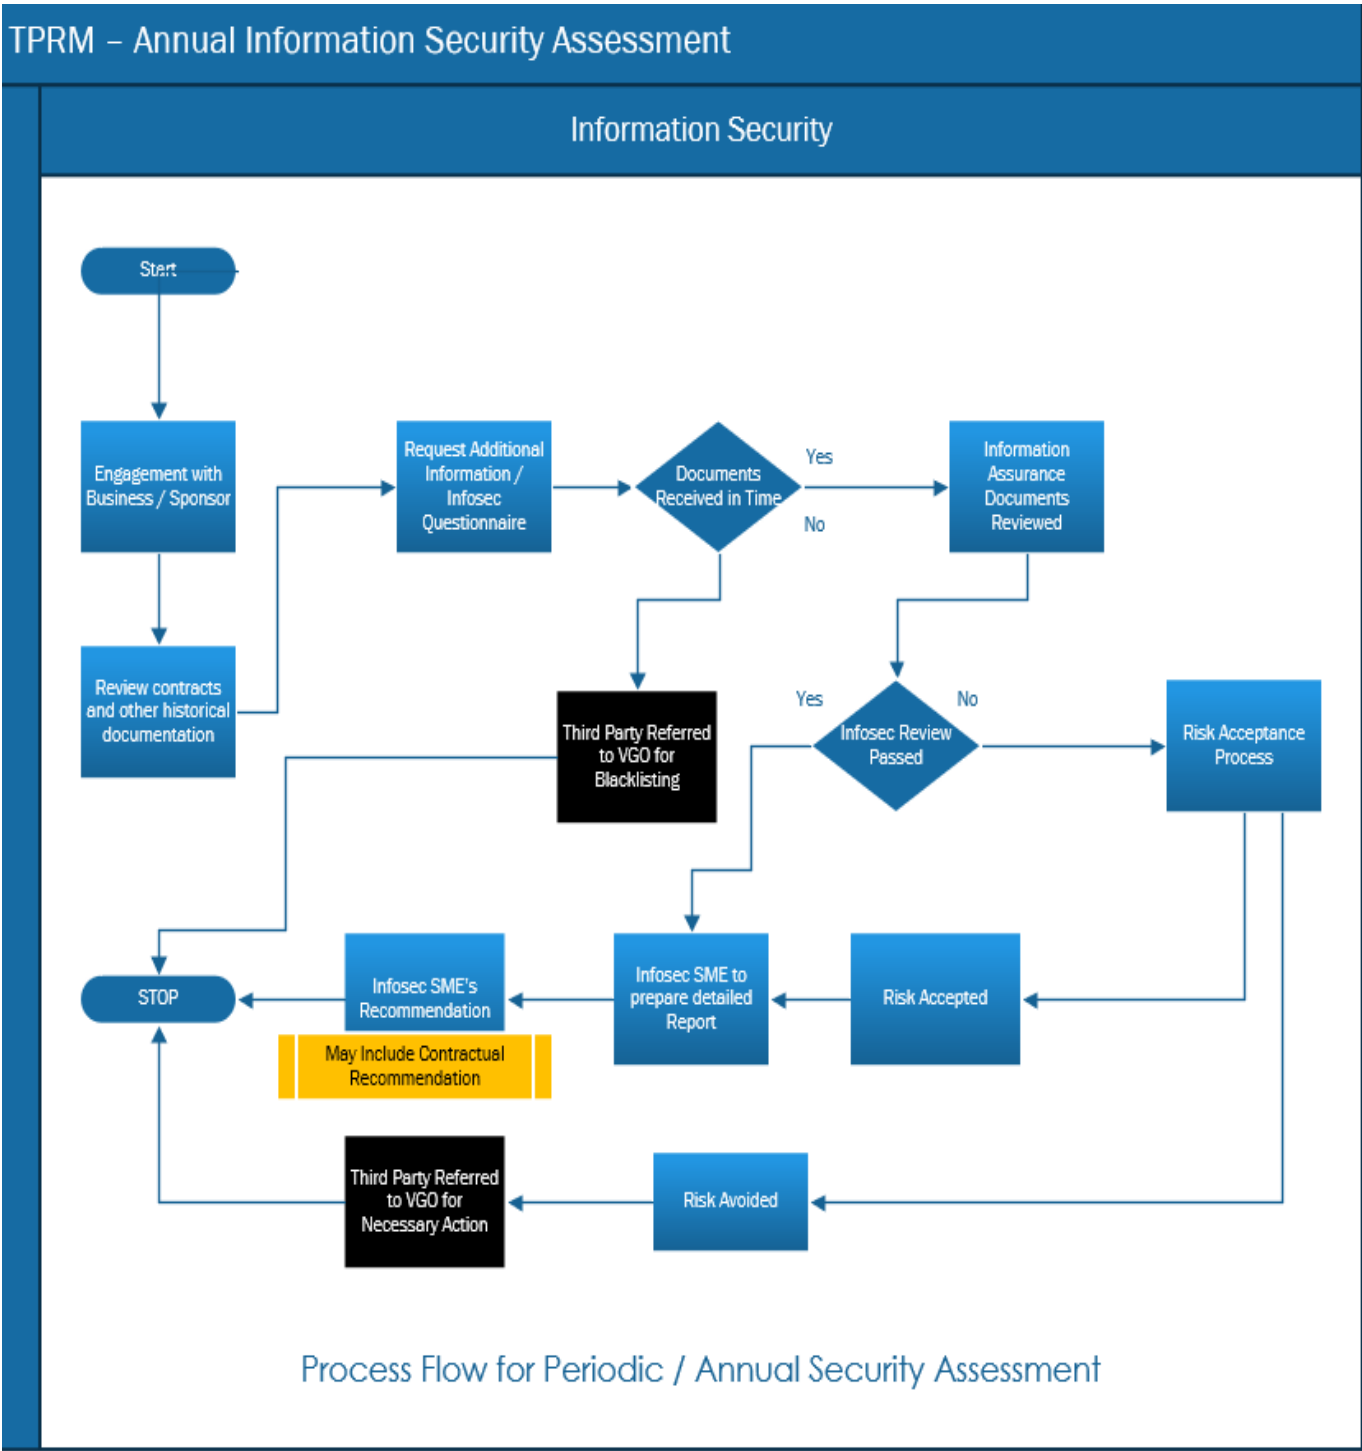 TPRM – Annual Information Security Assessment
Information Security
Start
Engagement with
Business / Sponsor
Request Additional
Information /
Infosec
Questionnaire
Documents
Received in Time
Yes
No
Information
Assurance
Documents
Reviewed
Review contracts
and other historical
documentation
Third Party Referred
to VGO for
Blacklisting
Yes
No
Infosec Review
Passed
Risk Acceptance
Process
STOP
Infosec SME's
Recommendation
May Include Contractual
Recommendation
Infosec SME to
prepare detailed
Report
Risk Accepted
Third Party Referred
to VGO for
Necessary Action
Risk Avoided
Process Flow for Periodic / Annual Security Assessment